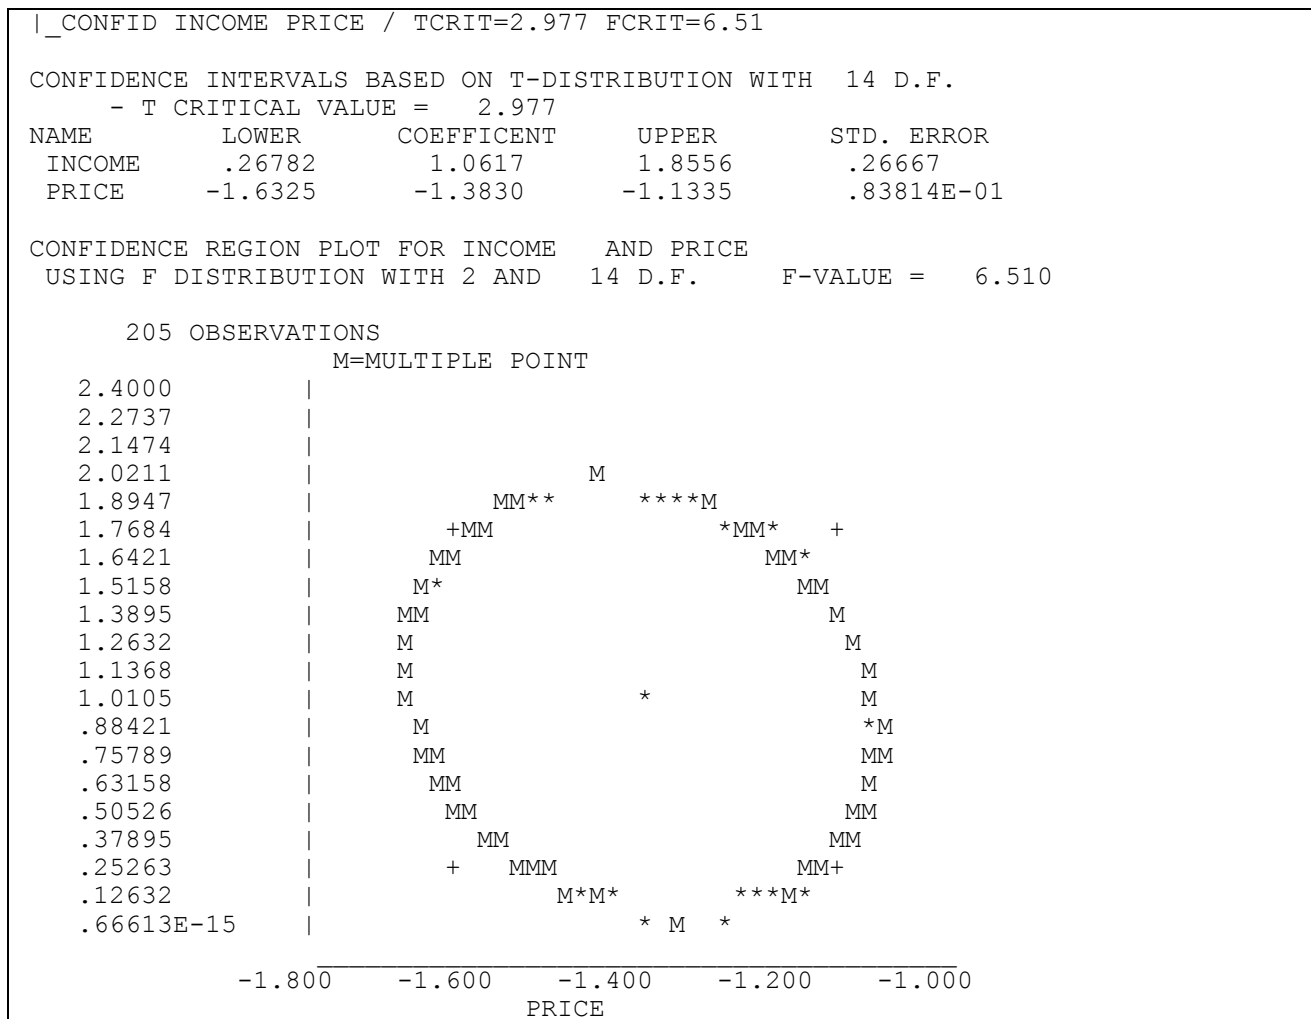 |_CONFID INCOME PRICE / TCRIT=2.977 FCRIT=6.51
CONFIDENCE INTERVALS BASED ON T-DISTRIBUTION WITH  14 D.F.
     - T CRITICAL VALUE =   2.977
NAME        LOWER       COEFFICENT     UPPER         STD. ERROR
 INCOME    .26782        1.0617        1.8556         .26667
 PRICE   -1.6325       -1.3830       -1.1335          .83814E-01
CONFIDENCE REGION PLOT FOR INCOME   AND PRICE
 USING F DISTRIBUTION WITH 2 AND   14 D.F.     F-VALUE =   6.510
      205 OBSERVATIONS
                   M=MULTIPLE POINT
   2.4000        |
   2.2737        |
   2.1474        |
   2.0211        |                 M
   1.8947        |           MM**     ****M
   1.7684        |        +MM              *MM*   +
   1.6421        |       MM                   MM*
   1.5158        |      M*                      MM
   1.3895        |     MM                         M
   1.2632        |     M                           M
   1.1368        |     M                            M
   1.0105        |     M              *             M
   .88421        |      M                           *M
   .75789        |      MM                          MM
   .63158        |       MM                         M
   .50526        |        MM                       MM
   .37895        |          MM                    MM
   .25263        |        +   MMM               MM+
   .12632        |               M*M*       ***M*
   .66613E-15    |                    * M  *
             -1.800    -1.600    -1.400    -1.200    -1.000
                               PRICE